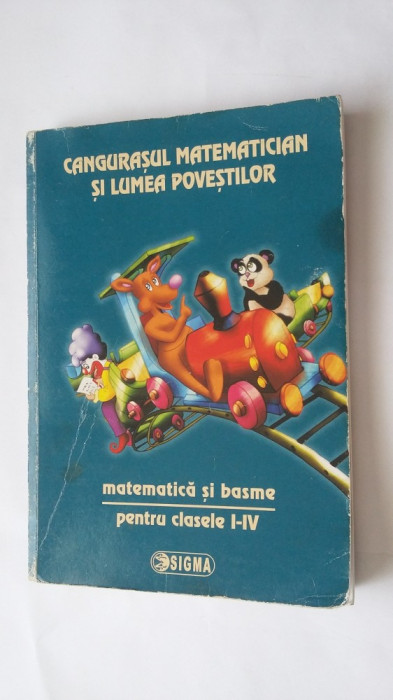 CANGURAȘUL MATEMATICIAN
ȘI LUMEA POVEȘTILOR
matematică și basme
pentru clasele I-IV
SIGMA